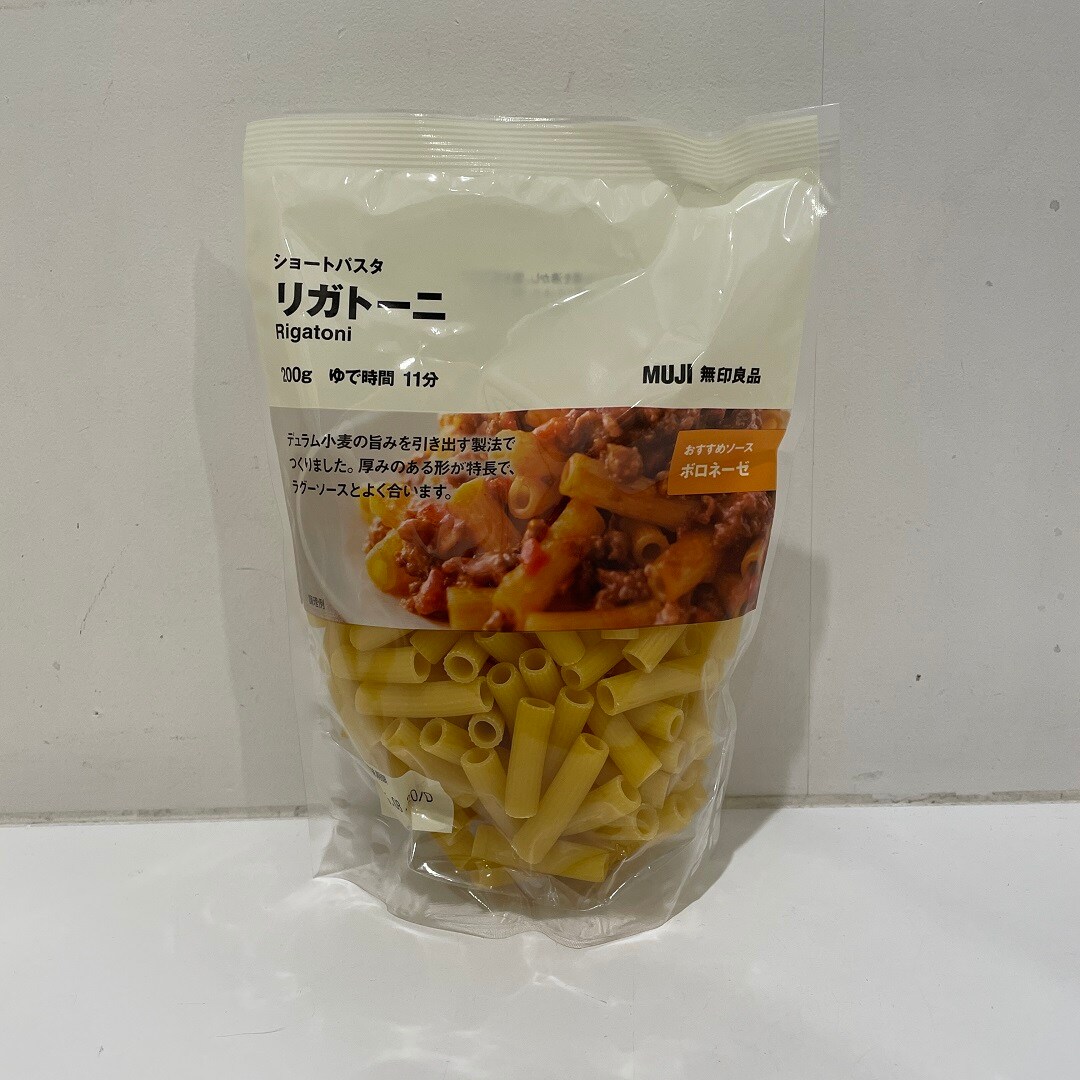 ショートパスタ
リガトーニ
Rigatoni
200g ゆで時間 11分
MUJI 無印良品
デュラム小麦の旨みを引き出す製法で
つくりました。厚みのある形が特長で、
ラグーソースとよく合います。
おすすめソース
ボロネーゼ
調理例